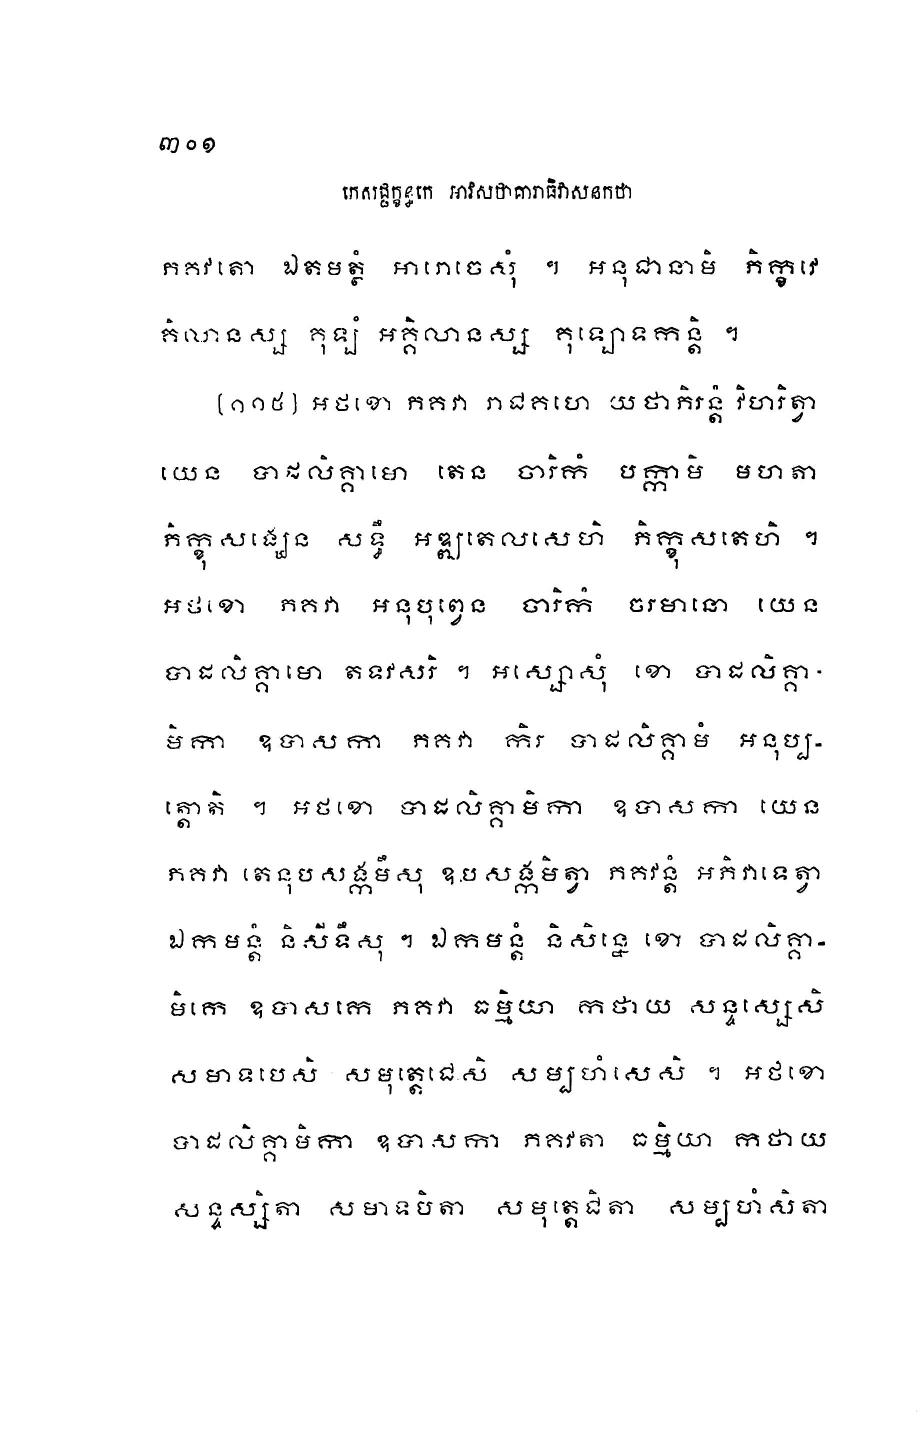 ៣០១
ភេសជ្ជក្ខន្ធកេ អាវសថាគារាធិវាសនកថា
ភគវតោ ឯតមត្ថំ អារោចេសុំ ។ អនុជានាមិ ភិក្ខវេ
គិលានស្ស គុឡំ អគ្គិលានស្ស គុឡោទកន្តិ ។
(១១៥) អថខោ ភគវា រាជគហេ យថាភិរន្តំ វិហរិត្វា
យេន បាដលិគ្គាមោ តេន ចារិកំ បក្កាមិ មហតា
ភិក្ខុសង្ឃេន សទ្ធឹ អឌ្ឍតេលសេហិ ភិក្ខុសតេហិ ។
អថខោ ភគវា អនុបុព្វេន ចារិកំ ចរមានោ យេន
បាដលិគ្គាមោ តទវសរិ ។ អស្សោសុំ ខោ បាដលិគ្គា-
មិកា ឧបាសកា ភគវា កិរ បាដលិគ្គាមំ អនុប្ប-
ត្តោតិ ។ អថខោ បាដលិគ្គាមិកា ឧបាសកា យេន
ភគវា តេនុបសង្កមឹសុ ឧបសង្កមិត្វា ភគវន្តំ អភិវាទេត្វា
ឯកមន្តំ និសីទឹសុ ។ ឯកមន្តំ និសិន្នេ ខោ បាដលិគ្គា-
មិកេ ឧបាសកេ ភគវា ធម្មិយា កថាយ សន្ទស្សេសិ
សមាទបេសិ សមុត្តេជេសិ សម្បហំសេសិ ។ អថខោ
បាដលិគ្គាមិកា ឧបាសកា ភគវតា ធម្មិយា កថាយ
សន្ទស្សិតា សមាទបិតា សមុត្តេជិតា សម្បហំសិតា